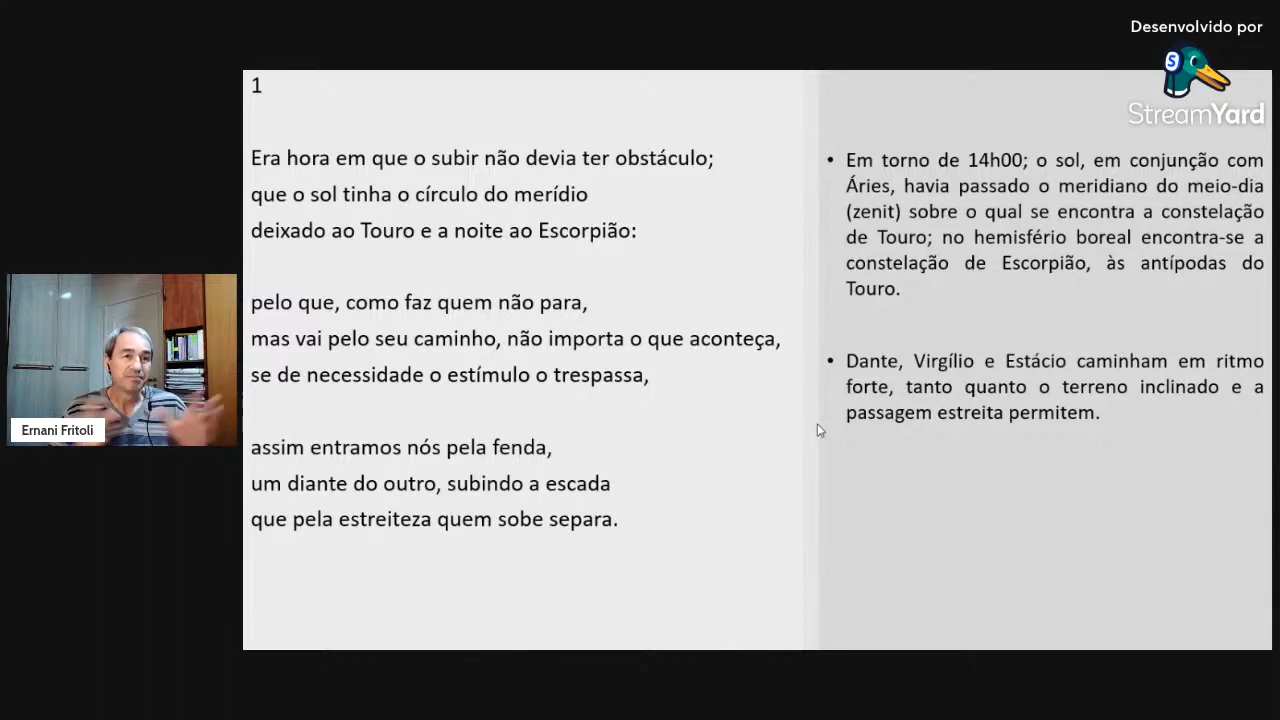 Desenvolvido por
S
StreamYard
1
Era hora em que o subir não devia ter obstáculo;
que o sol tinha o círculo do merídio
deixado ao Touro e a noite ao Escorpião:
pelo que, como faz quem não para,
mas vai pelo seu caminho, não importa o que aconteça,
se de necessidade o estímulo o trespassa,
assim entramos nós pela fenda,
um diante do outro, subindo a escada
que pela estreiteza quem sobe separa.
• Em torno de 14h00; o sol, em conjunção com
Áries, havia passado o meridiano do meio-dia
(zenit) sobre o qual se encontra a constelação
de Touro; no hemisfério boreal encontra-se a
constelação de Escorpião, às antípodas do
Touro.
• Dante, Virgílio e Estácio caminham em ritmo
forte, tanto quanto o terreno inclinado e a
passagem estreita permitem.
Ernani Fritoli